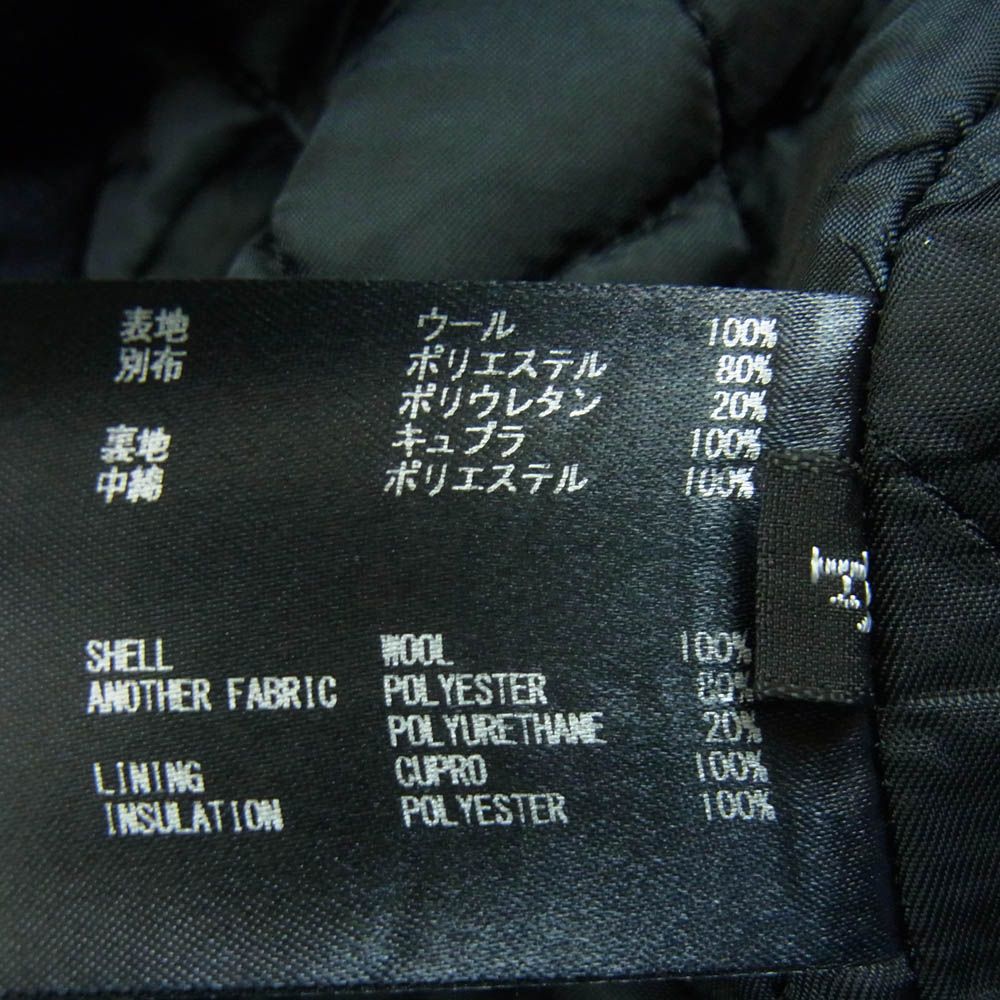 表地 ウール 100%
別布 ポリエステル 80%
ポリウレタン 20%
裏地 キュプラ 100%
中綿 ポリエステル 100%
SHELL WOOL 100%
ANOTHER FABRIC POLYESTER 80%
POLYURETHANE 20%
LINING CUPRO 100%
INSULATION POLYESTER 100%